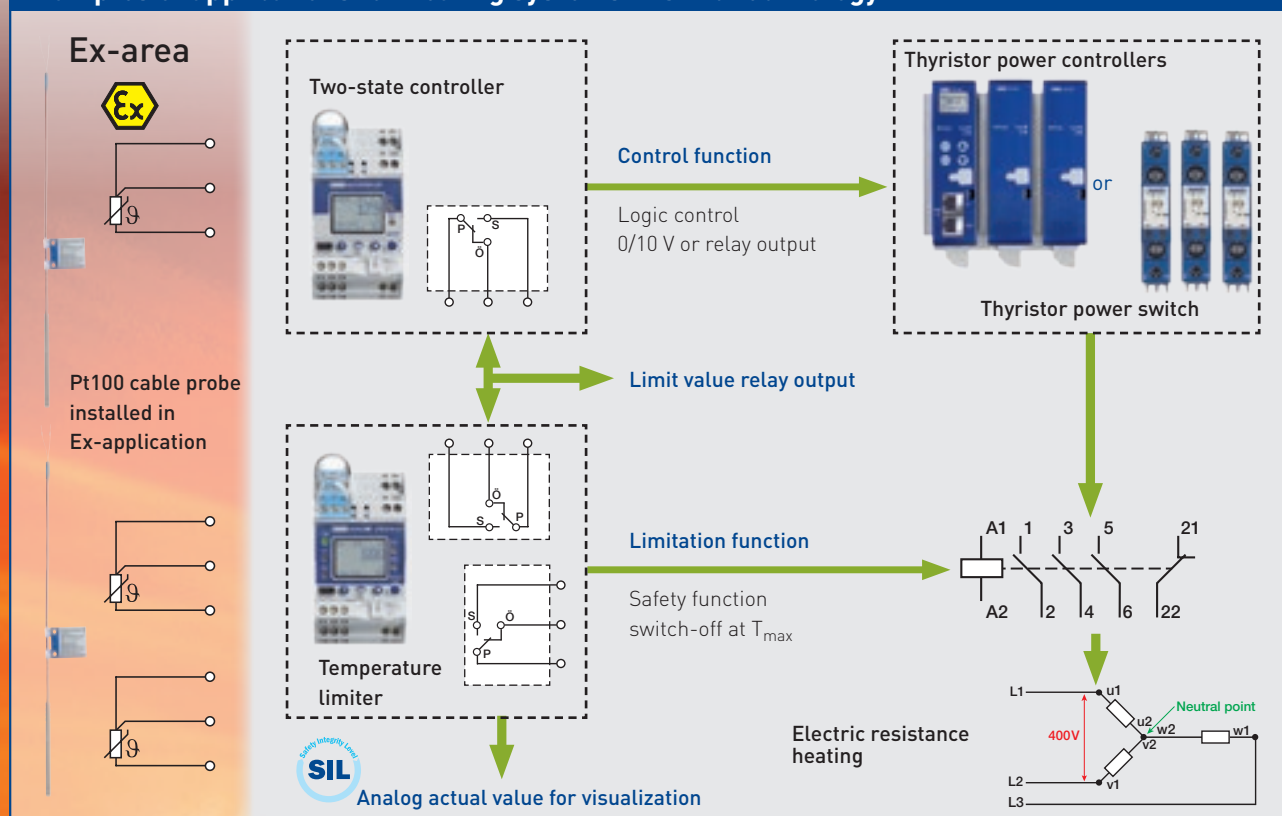 Ex-area
Ex
ϑ
Pt100 cable probe
installed in
Ex-application
ϑ
ϑ
Two-state controller
P S
Ö
Control function
Logic control
0/10 V or relay output
Thyristor power controllers
or
Thyristor power switch
Limit value relay output
Ö
S P
S Ö
P
Temperature
limiter
Limitation function
Safety function
switch-off at Tmax
A1 1 3 5 21
A2 2 4 6 22
Safety Integrity Level
SIL
Analog actual value for visualization
Electric resistance
heating
L1 u1
Neutral point
400V u2 w2 w1
v2
L2 v1
L3